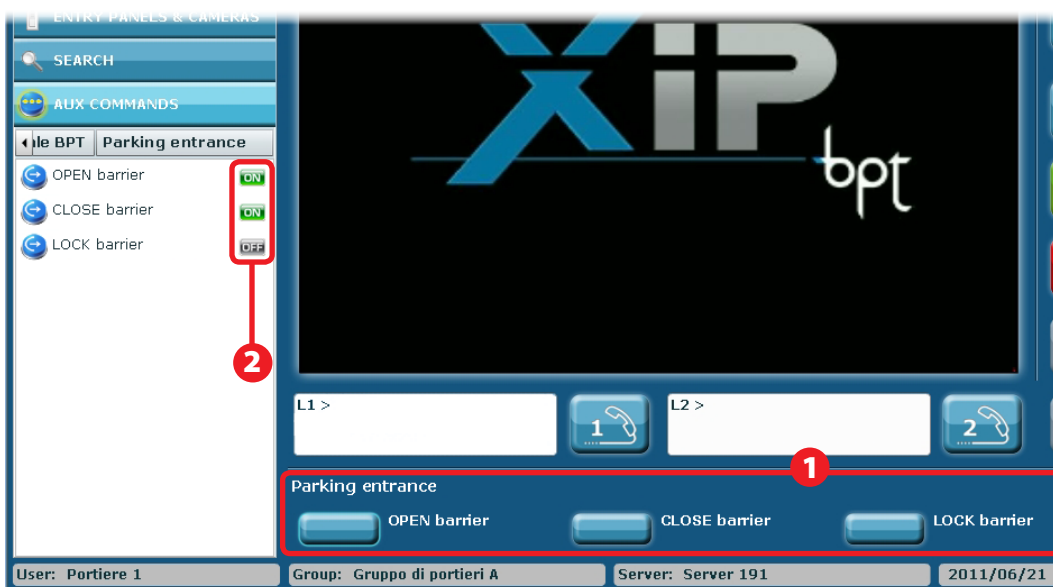 ENTRY PANELS & CAMERAS
SEARCH
AUX COMMANDS
ale BPT Parking entrance
OPEN barrier ON
CLOSE barrier ON
LOCK barrier OFF
2
XiP
bpt
L1 >
1
L2 >
2
1
Parking entrance
OPEN barrier
CLOSE barrier
LOCK barrier
User: Portiere 1
Group: Gruppo di portieri A
Server: Server 191
2011/06/21